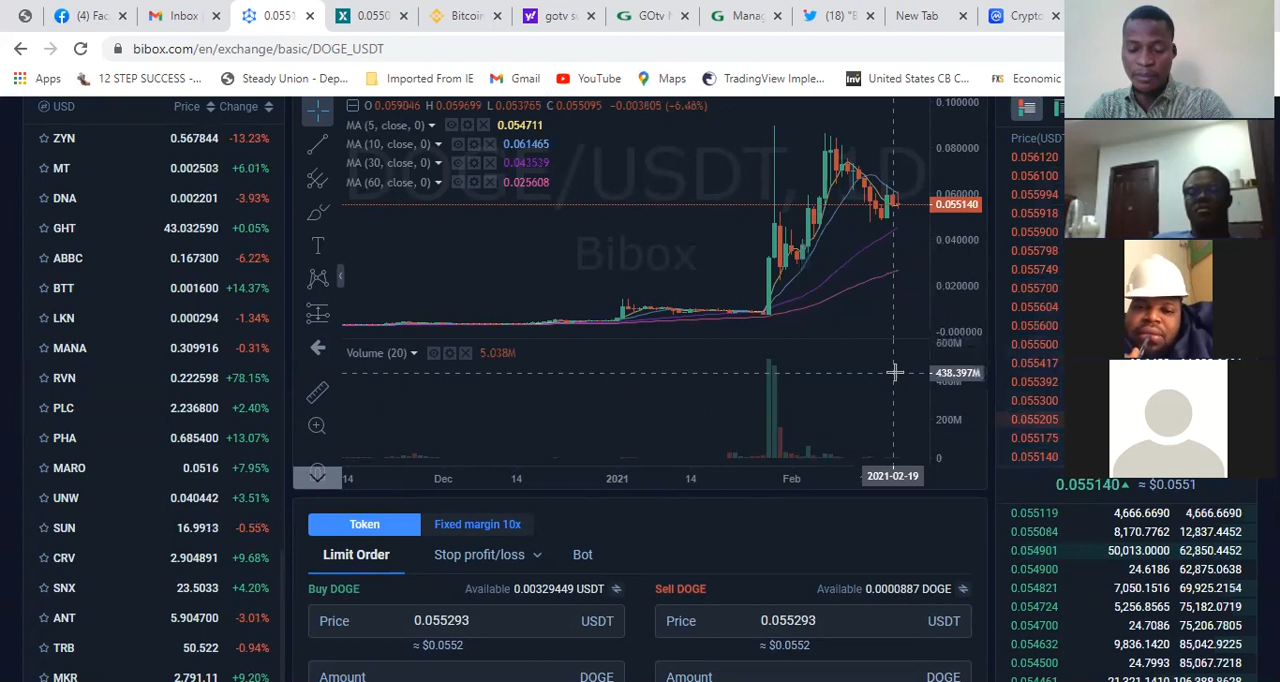 (4) Fac
Inbox (
0.0551
0.0550
Bitcoin
gotv su
GOtv M
Manag
(18) "B
New Tab
Crypto
bibox.com/en/exchange/basic/DOGE_USDT
Apps 12 STEP SUCCESS -... Steady Union - Dep... Imported From IE Gmail YouTube Maps TradingView Imple... Inv United States CB C... FXS Economic
USD Price Change
ZYN 0.567844 -13.23%
MT 0.002503 +6.01%
DNA 0.002201 -3.93%
GHT 43.032590 +0.05%
ABBC 0.167300 -6.22%
BTT 0.001600 +14.37%
LKN 0.000294 -1.34%
MANA 0.309916 -0.31%
RVN 0.222598 +78.15%
PLC 2.236800 +2.40%
PHA 0.685400 +13.07%
MARO 0.0516 +7.95%
UNW 0.040442 +3.51%
SUN 16.9913 -0.55%
CRV 2.904891 +9.68%
SNX 23.5033 +4.20%
ANT 5.904700 -3.01%
TRB 50.522 -0.94%
MKR 2,791.11 +9.20%
O 0.059046 H 0.059699 L 0.053765 C 0.055095 -0.003805 (-6.46%)
MA (5, close, 0) 0.054711
MA (10, close, 0) 0.061465
MA (30, close, 0) 0.043539
MA (60, close, 0) 0.025608
DOGE/USDT, 1D
Bibox
0.100000
0.080000
0.060000
0.055140
0.040000
0.020000
-0.000000
Volume (20) 5.038M
600M
438.397M
400M
200M
0
14 Dec 14 2021 14 Feb 2021-02-19
Token Fixed margin 10x
Limit Order Stop profit/loss Bot
Buy DOGE Available 0.00329449 USDT
Price 0.055293 USDT
≈ $0.0552
Amount DOGE
Sell DOGE Available 0.0000887 DOGE
Price 0.055293 USDT
≈ $0.0552
Amount DOGE
Price(USDT
0.056120
0.056100
0.055994
0.055918
0.055900
0.055798
0.055749
0.055700
0.055604
0.055600
0.055500
0.055417
0.055392
0.055300
0.055205
0.055175
0.055140
0.055140 ≈ $0.0551
0.055119 4,666.6690 4,666.6690
0.055084 8,170.7762 12,837.4452
0.054901 50,013.0000 62,850.4452
0.054900 24.6186 62,875.0638
0.054821 7,050.1516 69,925.2154
0.054724 5,256.8565 75,182.0719
0.054700 24.7086 75,206.7805
0.054632 9,836.1420 85,042.9225
0.054500 24.7993 85,067.7218